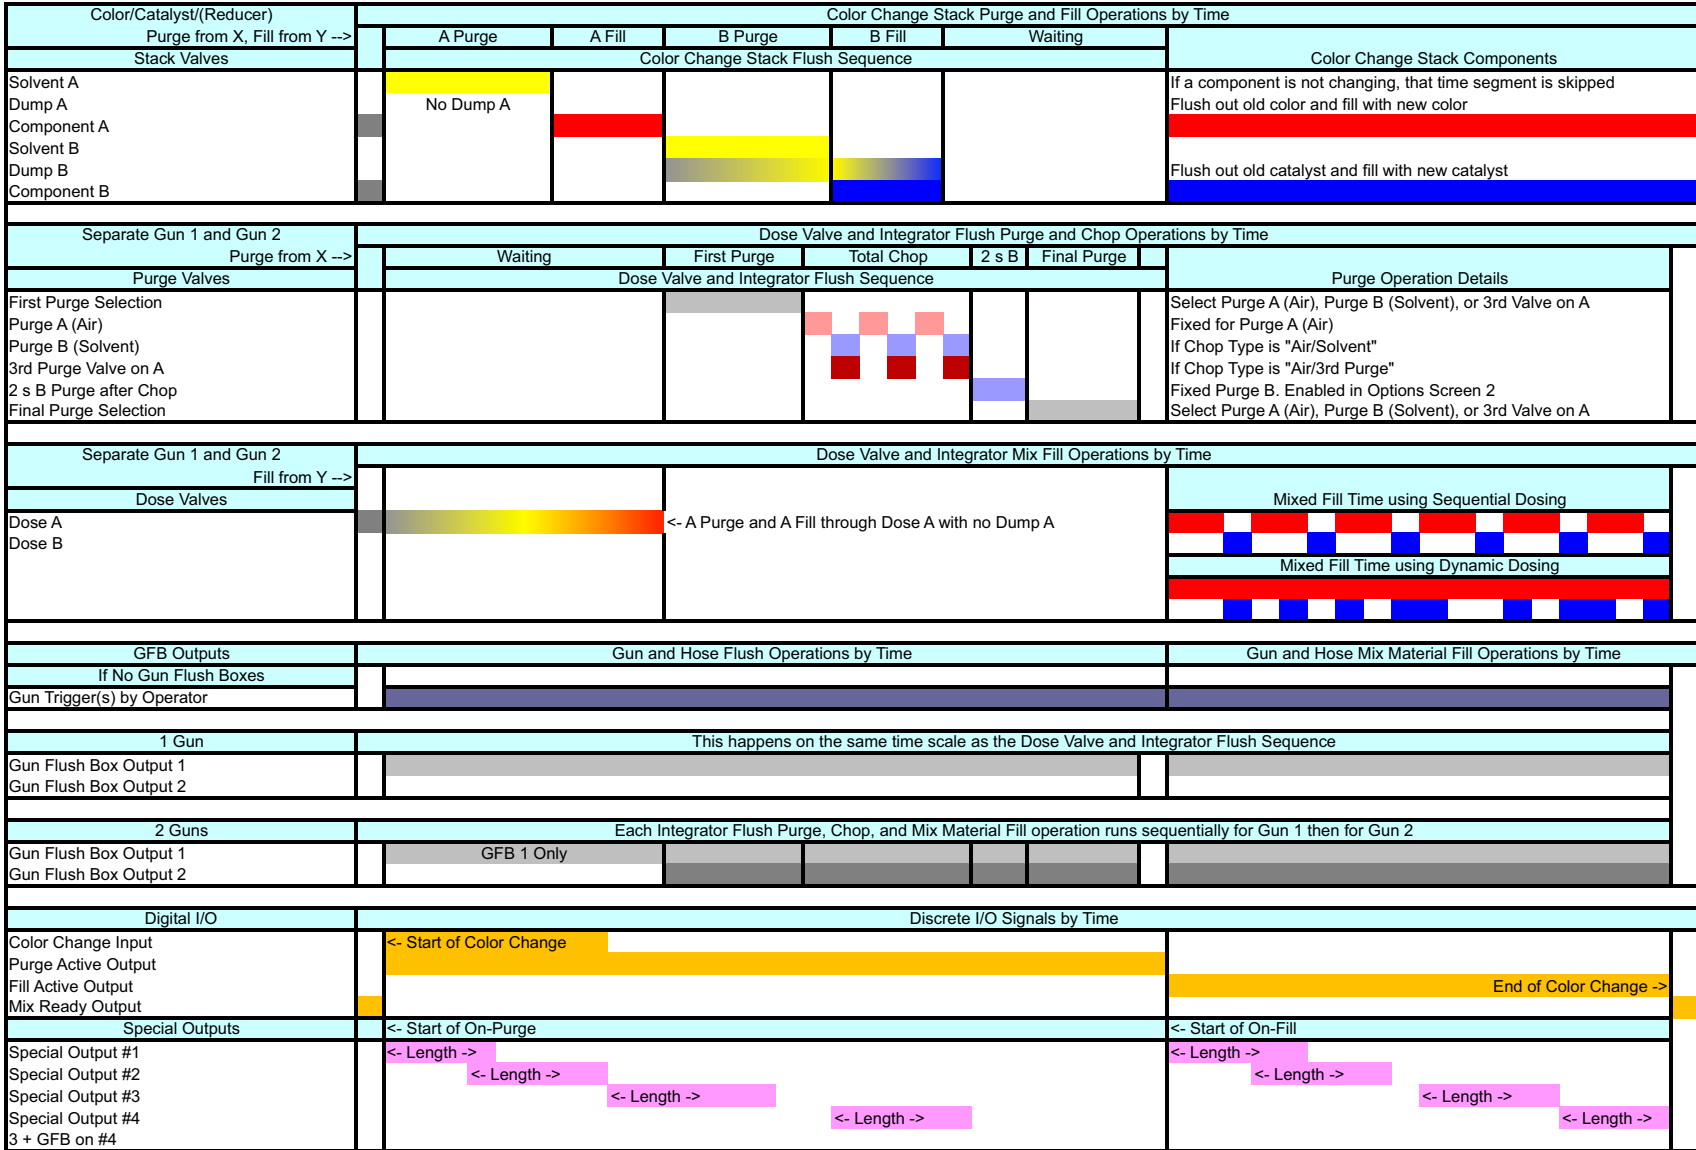 Color/Catalyst/(Reducer)
Color Change Stack Purge and Fill Operations by Time
Purge from X, Fill from Y -->
A Purge
A Fill
B Purge
B Fill
Waiting
Stack Valves
Color Change Stack Flush Sequence
Color Change Stack Components
Solvent A
If a component is not changing, that time segment is skipped
Dump A
No Dump A
Flush out old color and fill with new color
Component A
Solvent B
Dump B
Flush out old catalyst and fill with new catalyst
Component B
Separate Gun 1 and Gun 2
Dose Valve and Integrator Flush Purge and Chop Operations by Time
Purge from X -->
Waiting
First Purge
Total Chop
2 s B
Final Purge
Purge Valves
Dose Valve and Integrator Flush Sequence
Purge Operation Details
First Purge Selection
Select Purge A (Air), Purge B (Solvent), or 3rd Valve on A
Purge A (Air)
Fixed for Purge A (Air)
Purge B (Solvent)
If Chop Type is "Air/Solvent"
3rd Purge Valve on A
If Chop Type is "Air/3rd Purge"
2 s B Purge after Chop
Fixed Purge B. Enabled in Options Screen 2
Final Purge Selection
Select Purge A (Air), Purge B (Solvent), or 3rd Valve on A
Separate Gun 1 and Gun 2
Dose Valve and Integrator Mix Fill Operations by Time
Fill from Y -->
Dose Valves
Mixed Fill Time using Sequential Dosing
Dose A
<- A Purge and A Fill through Dose A with no Dump A
Dose B
Mixed Fill Time using Dynamic Dosing
GFB Outputs
Gun and Hose Flush Operations by Time
Gun and Hose Mix Material Fill Operations by Time
If No Gun Flush Boxes
Gun Trigger(s) by Operator
1 Gun
This happens on the same time scale as the Dose Valve and Integrator Flush Sequence
Gun Flush Box Output 1
Gun Flush Box Output 2
2 Guns
Each Integrator Flush Purge, Chop, and Mix Material Fill operation runs sequentially for Gun 1 then for Gun 2
Gun Flush Box Output 1
GFB 1 Only
Gun Flush Box Output 2
Digital I/O
Discrete I/O Signals by Time
Color Change Input
<- Start of Color Change
Purge Active Output
Fill Active Output
End of Color Change ->
Mix Ready Output
Special Outputs
<- Start of On-Purge
<- Start of On-Fill
Special Output #1
<- Length ->
<- Length ->
Special Output #2
<- Length ->
<- Length ->
Special Output #3
<- Length ->
<- Length ->
Special Output #4
<- Length ->
<- Length ->
3 + GFB on #4